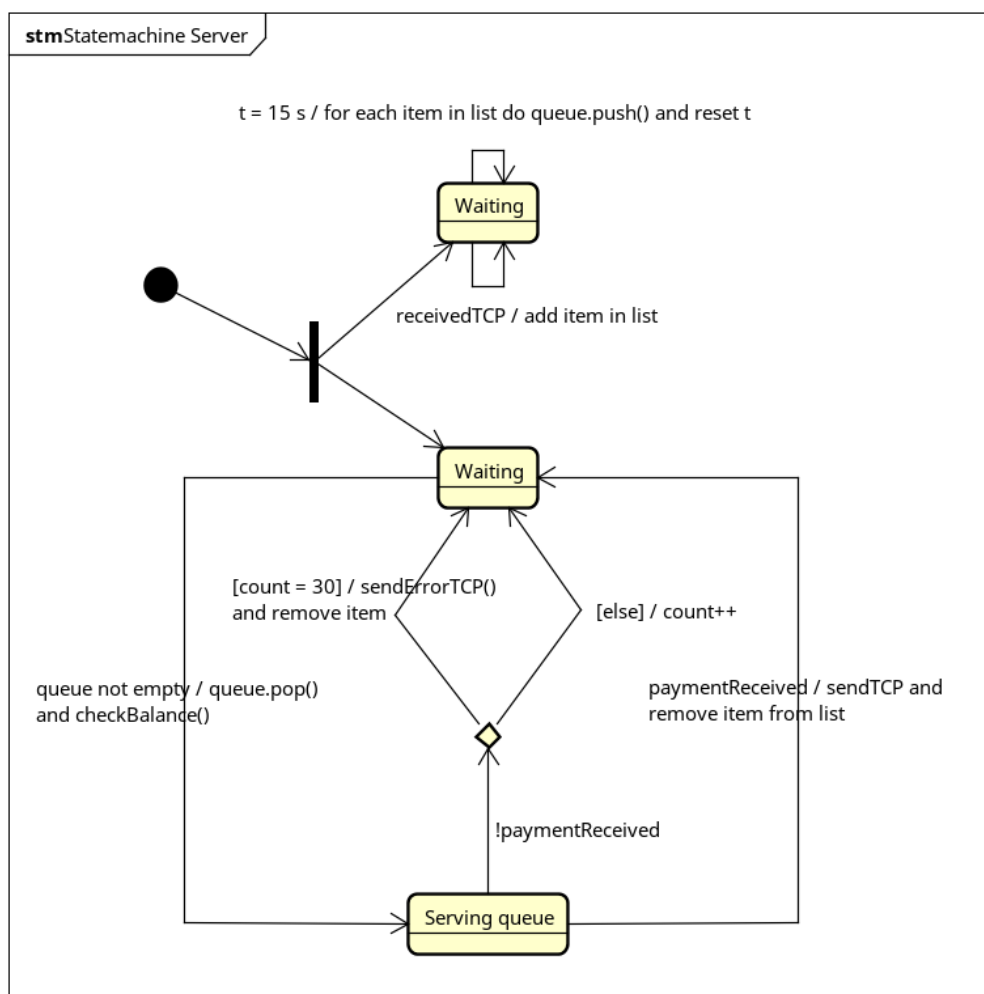 stmStatemachine Server
t = 15 s / for each item in list do queue.push() and reset t
Waiting
receivedTCP / add item in list
Waiting
[count = 30] / sendErrorTCP()
and remove item
[else] / count++
queue not empty / queue.pop()
and checkBalance()
paymentReceived / sendTCP and
remove item from list
!paymentReceived
Serving queue